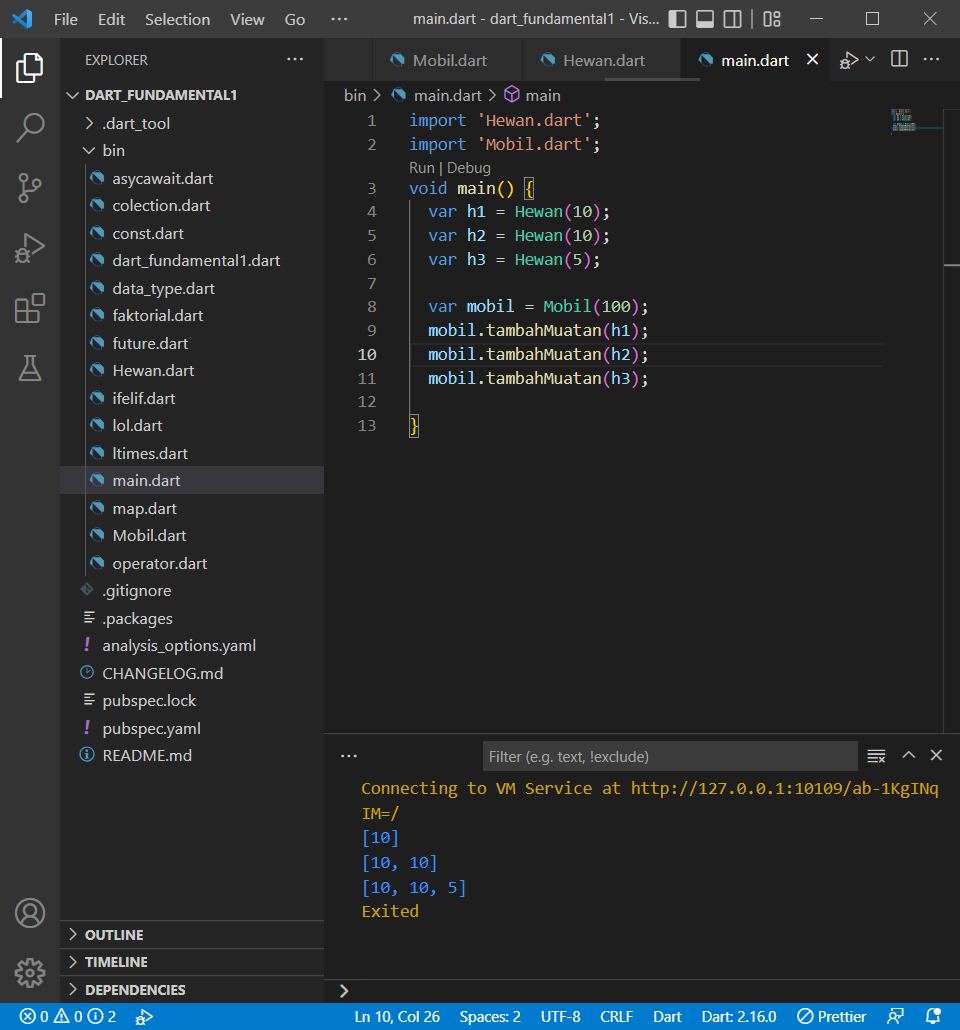 File Edit Selection View Go ··· main.dart - dart_fundamental1 - Vis...
EXPLORER ···
DART_FUNDAMENTAL1
.dart_tool
bin
asycawait.dart
colection.dart
const.dart
dart_fundamental1.dart
data_type.dart
faktorial.dart
future.dart
Hewan.dart
ifelif.dart
lol.dart
ltimes.dart
main.dart
map.dart
Mobil.dart
operator.dart
.gitignore
.packages
analysis_options.yaml
CHANGELOG.md
pubspec.lock
pubspec.yaml
README.md
OUTLINE
TIMELINE
DEPENDENCIES
Mobil.dart Hewan.dart main.dart
bin > main.dart > main
1 import 'Hewan.dart';
2 import 'Mobil.dart';
Run | Debug
3 void main() {
4 var h1 = Hewan(10);
5 var h2 = Hewan(10);
6 var h3 = Hewan(5);
7
8 var mobil = Mobil(100);
9 mobil.tambahMuatan(h1);
10 mobil.tambahMuatan(h2);
11 mobil.tambahMuatan(h3);
12
13 }
··· Filter (e.g. text, !exclude)
Connecting to VM Service at http://127.0.0.1:10109/ab-1KgINq
IM=/
[10]
[10, 10]
[10, 10, 5]
Exited
>
0 0 2 Ln 10, Col 26 Spaces: 2 UTF-8 CRLF Dart Dart: 2.16.0 Prettier